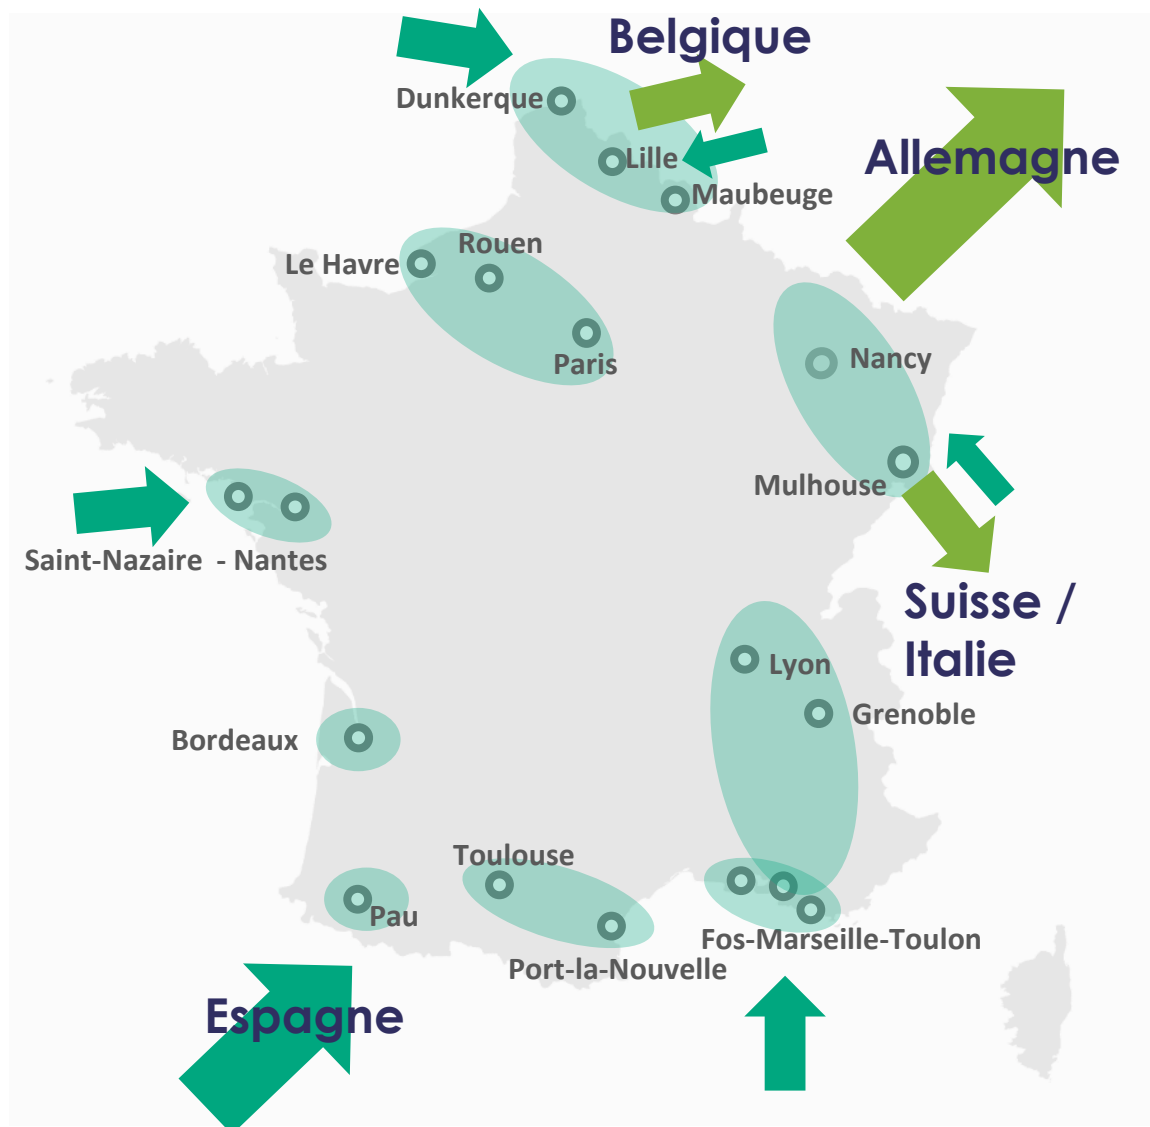 Belgique
Dunkerque
Lille
Allemagne
Maubeuge
Rouen
Le Havre
Paris
Nancy
Mulhouse
Saint-Nazaire - Nantes
Suisse /
Italie
Lyon
Grenoble
Bordeaux
Toulouse
Pau
Fos-Marseille-Toulon
Port-la-Nouvelle
Espagne